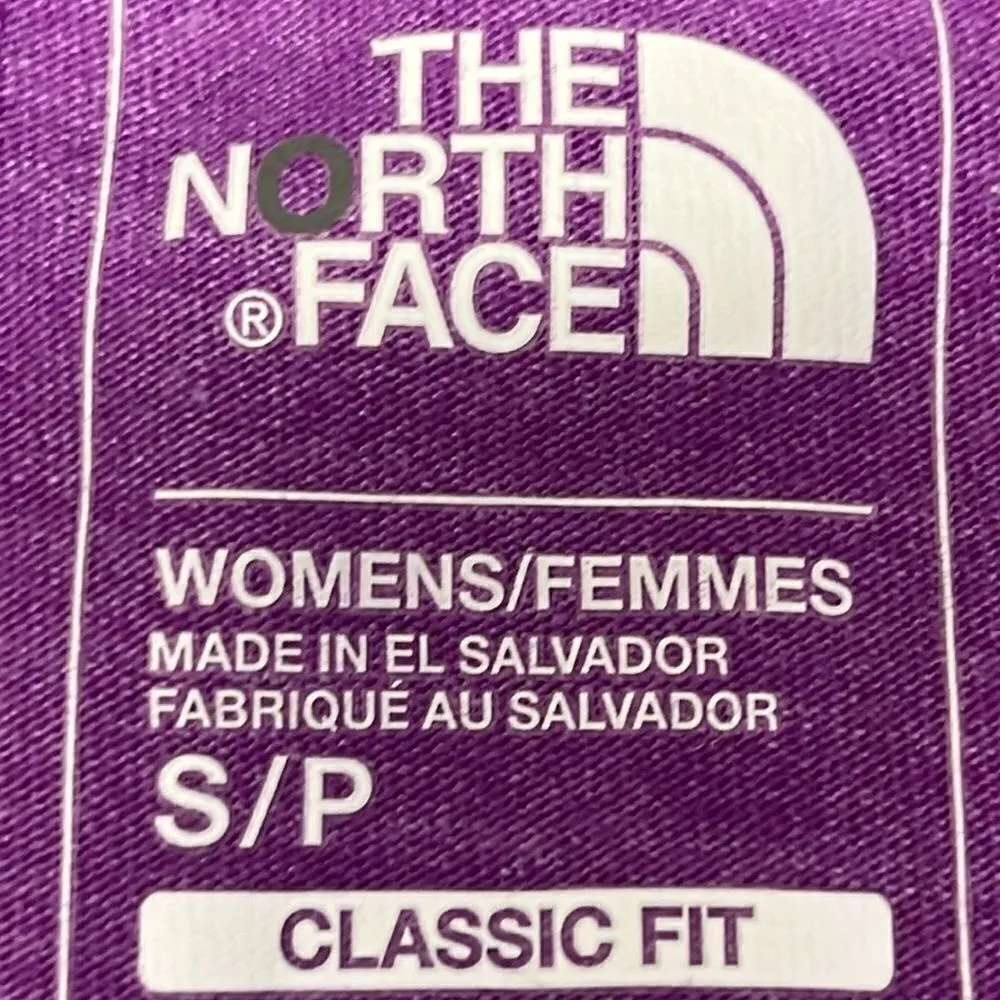 THE
NORTH
® FACE
WOMENS/FEMMES
MADE IN EL SALVADOR
FABRIQUÉ AU SALVADOR
S/P
CLASSIC FIT